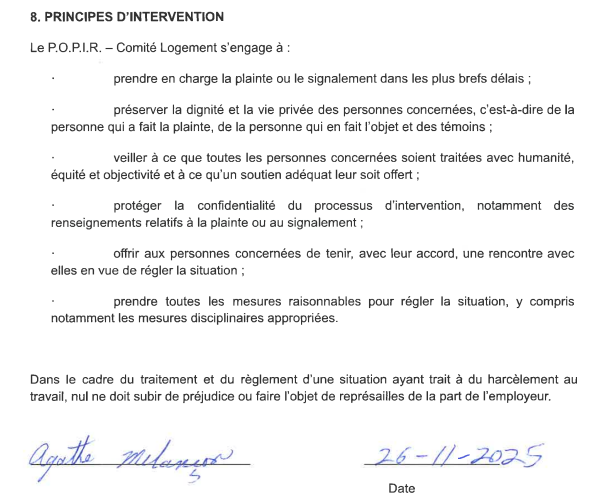 8. PRINCIPES D’INTERVENTION
Le P.O.P.I.R. – Comité Logement s’engage à :
· prendre en charge la plainte ou le signalement dans les plus brefs délais ;
· préserver la dignité et la vie privée des personnes concernées, c’est-à-dire de la
personne qui a fait la plainte, de la personne qui en fait l’objet et des témoins ;
· veiller à ce que toutes les personnes concernées soient traitées avec humanité,
équité et objectivité et à ce qu’un soutien adéquat leur soit offert ;
· protéger la confidentialité du processus d’intervention, notamment des
renseignements relatifs à la plainte ou au signalement ;
· offrir aux personnes concernées de tenir, avec leur accord, une rencontre avec
elles en vue de régler la situation ;
· prendre toutes les mesures raisonnables pour régler la situation, y compris
notamment les mesures disciplinaires appropriées.
Dans le cadre du traitement et du règlement d’une situation ayant trait à du harcèlement au
travail, nul ne doit subir de préjudice ou faire l’objet de représailles de la part de l’employeur.
Agathe Melançon 26-11-2025
Date